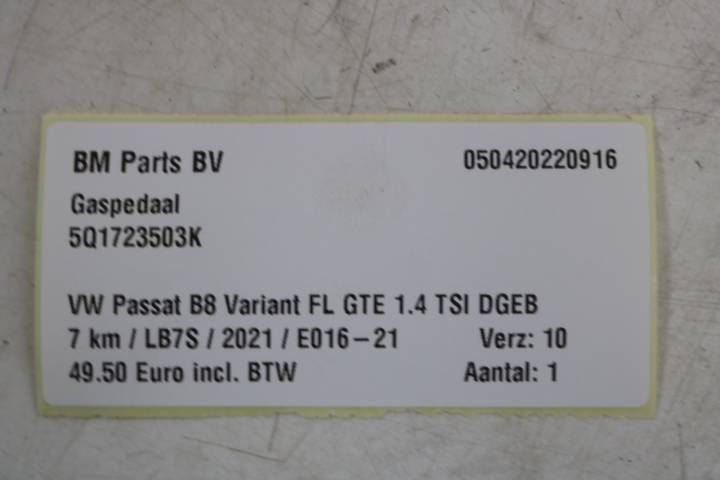 BM Parts BV 050420220916
Gaspedaal
5Q1723503K
VW Passat B8 Variant FL GTE 1.4 TSI DGEB
7 km / LB7S / 2021 / E016-21 Verz: 10
49.50 Euro incl. BTW Aantal: 1